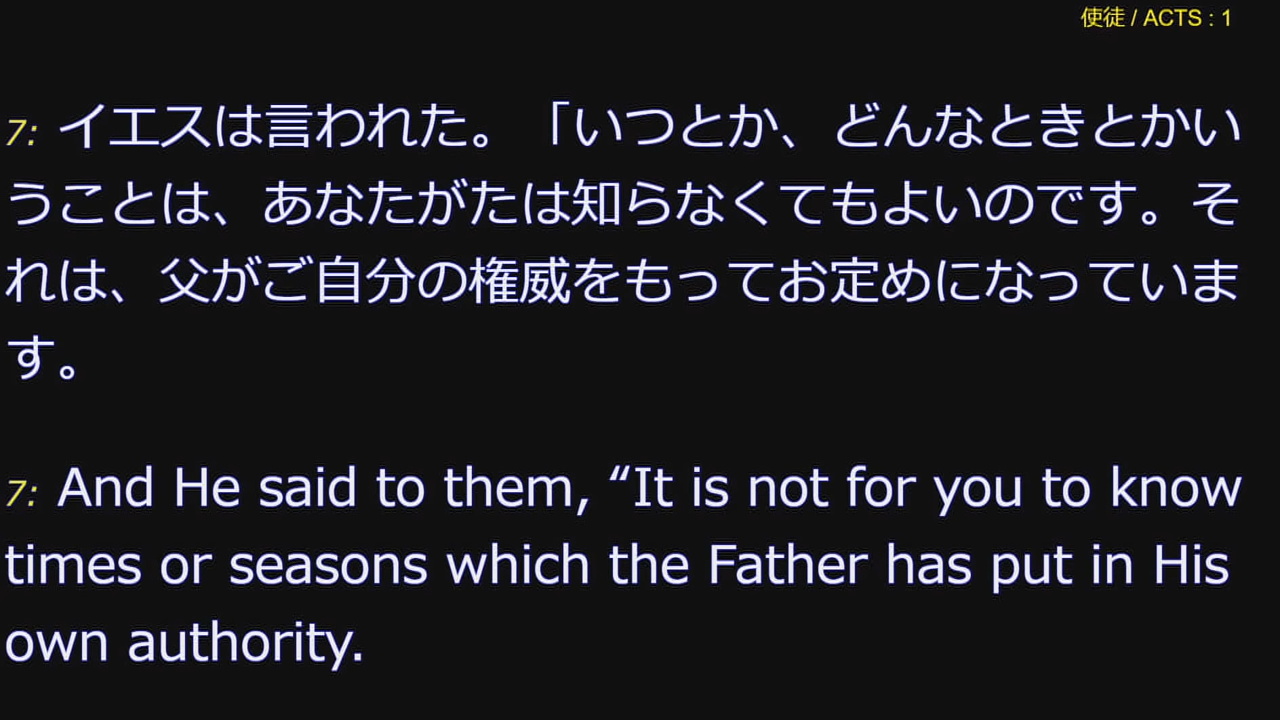 使徒 / ACTS : 1
7: イエスは言われた。「いつとか、どんなときとかい
うことは、あなたがたは知らなくてもよいのです。そ
れは、父がご自分の権威をもってお定めになっていま
す。
7: And He said to them, “It is not for you to know
times or seasons which the Father has put in His
own authority.